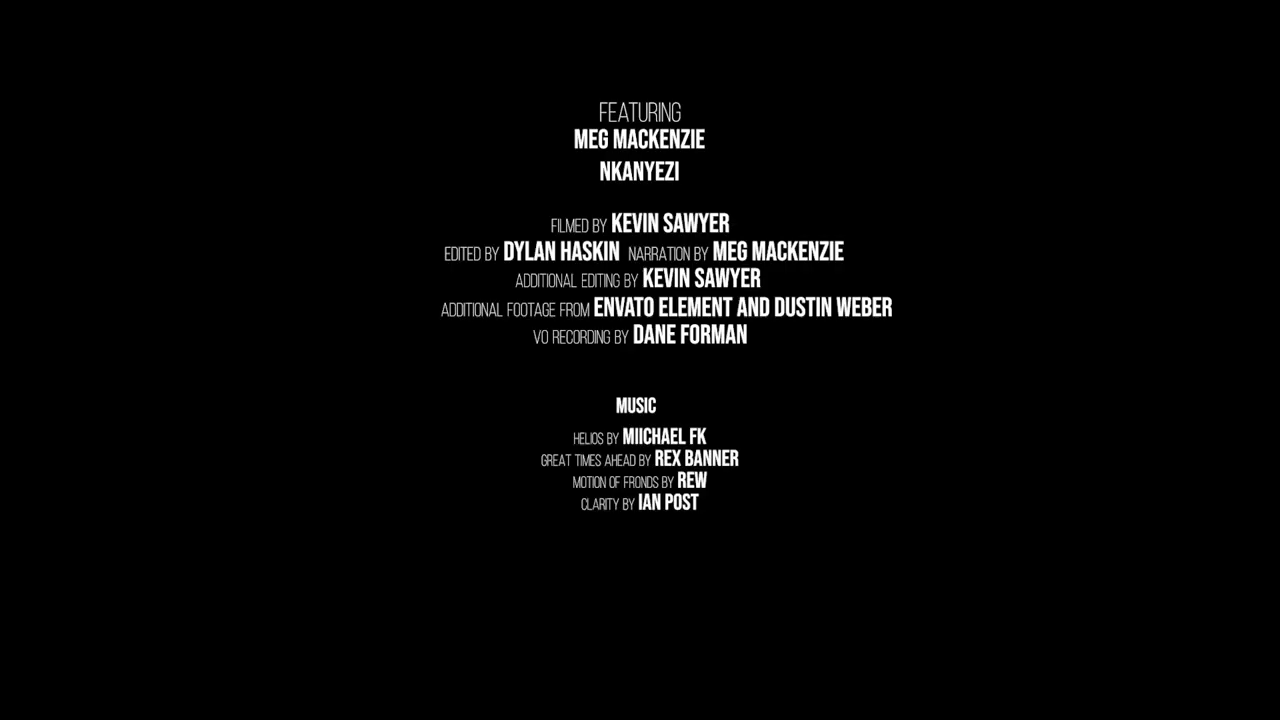 FEATURING
MEG MACKENZIE
NKANYEZI
FILMED BY KEVIN SAWYER
EDITED BY DYLAN HASKIN NARRATION BY MEG MACKENZIE
ADDITIONAL EDITING BY KEVIN SAWYER
ADDITIONAL FOOTAGE FROM ENVATO ELEMENT AND DUSTIN WEBER
VO RECORDING BY DANE FORMAN
MUSIC
HELIOS BY MIICHAEL FK
GREAT TIMES AHEAD BY REX BANNER
MOTION OF FRONDS BY REW
CLARITY BY IAN POST